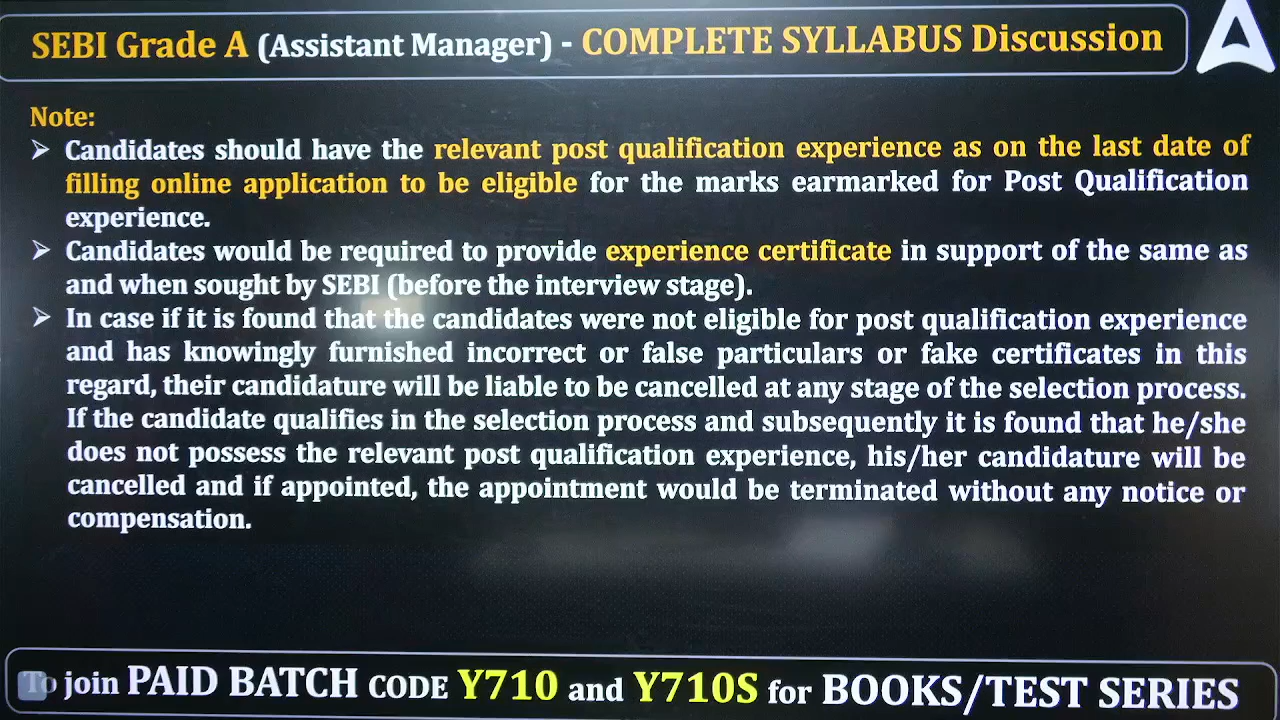 SEBI Grade A (Assistant Manager) - COMPLETE SYLLABUS Discussion
Note:
➢ Candidates should have the relevant post qualification experience as on the last date of
filling online application to be eligible for the marks earmarked for Post Qualification
experience.
➢ Candidates would be required to provide experience certificate in support of the same as
and when sought by SEBI (before the interview stage).
➢ In case if it is found that the candidates were not eligible for post qualification experience
and has knowingly furnished incorrect or false particulars or fake certificates in this
regard, their candidature will be liable to be cancelled at any stage of the selection process.
If the candidate qualifies in the selection process and subsequently it is found that he/she
does not possess the relevant post qualification experience, his/her candidature will be
cancelled and if appointed, the appointment would be terminated without any notice or
compensation.
To join PAID BATCH CODE Y710 and Y710S for BOOKS/TEST SERIES